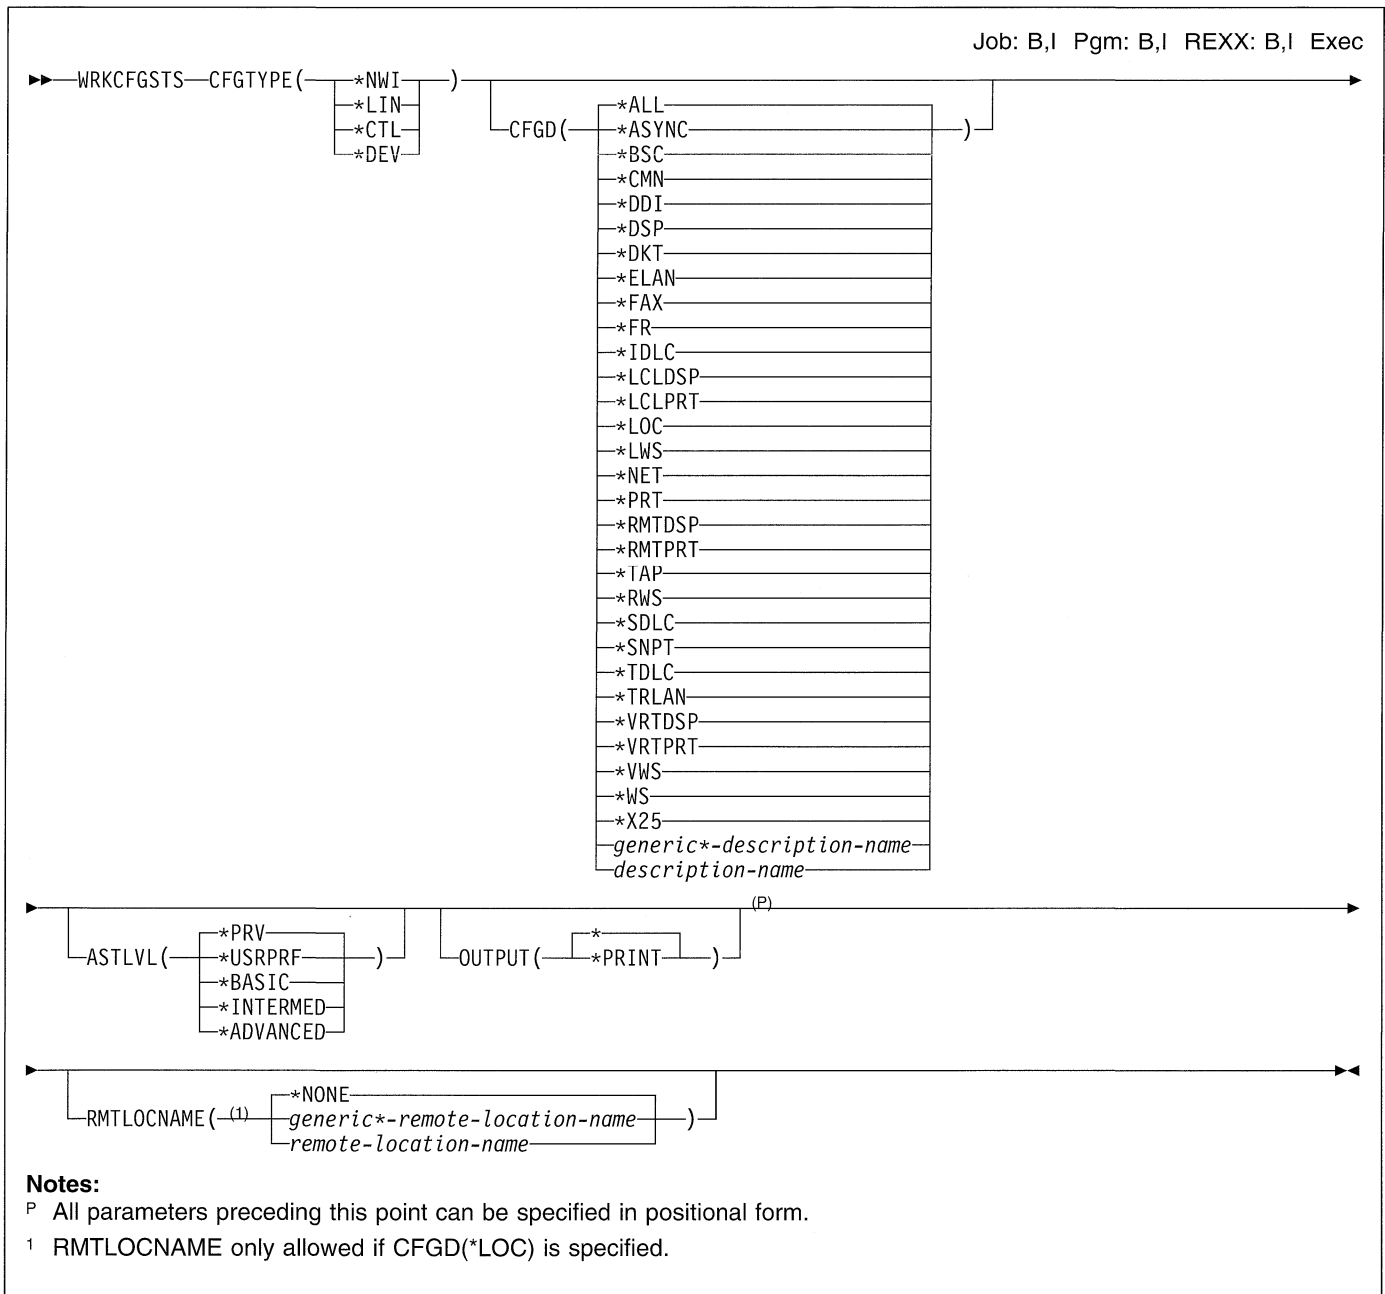 Job: B,I Pgm: B,I REXX: B,I Exec
WRKCFGSTS CFGTYPE( *NWI )
*LIN
*CTL
*DEV
CFGD( *ALL
*ASYNC )
*BSC
*CMN
*DDI
*DSP
*DKT
*ELAN
*FAX
*FR
*IDLC
*LCLDSP
*LCLPRT
*LOC
*LWS
*NET
*PRT
*RMTDSP
*RMTPRT
*TAP
*RWS
*SDLC
*SNPT
*TDLC
*TRLAN
*VRTDSP
*VRTPRT
*VWS
*WS
*X25
generic*-description-name
description-name
(P)
*PRV
ASTLVL( *USRPRF )
*BASIC
*INTERMED
*ADVANCED
*
OUTPUT( *PRINT )
*NONE
RMTLOCNAME( (1) generic*-remote-location-name )
remote-location-name
Notes:
P All parameters preceding this point can be specified in positional form.
1 RMTLOCNAME only allowed if CFGD(*LOC) is specified.